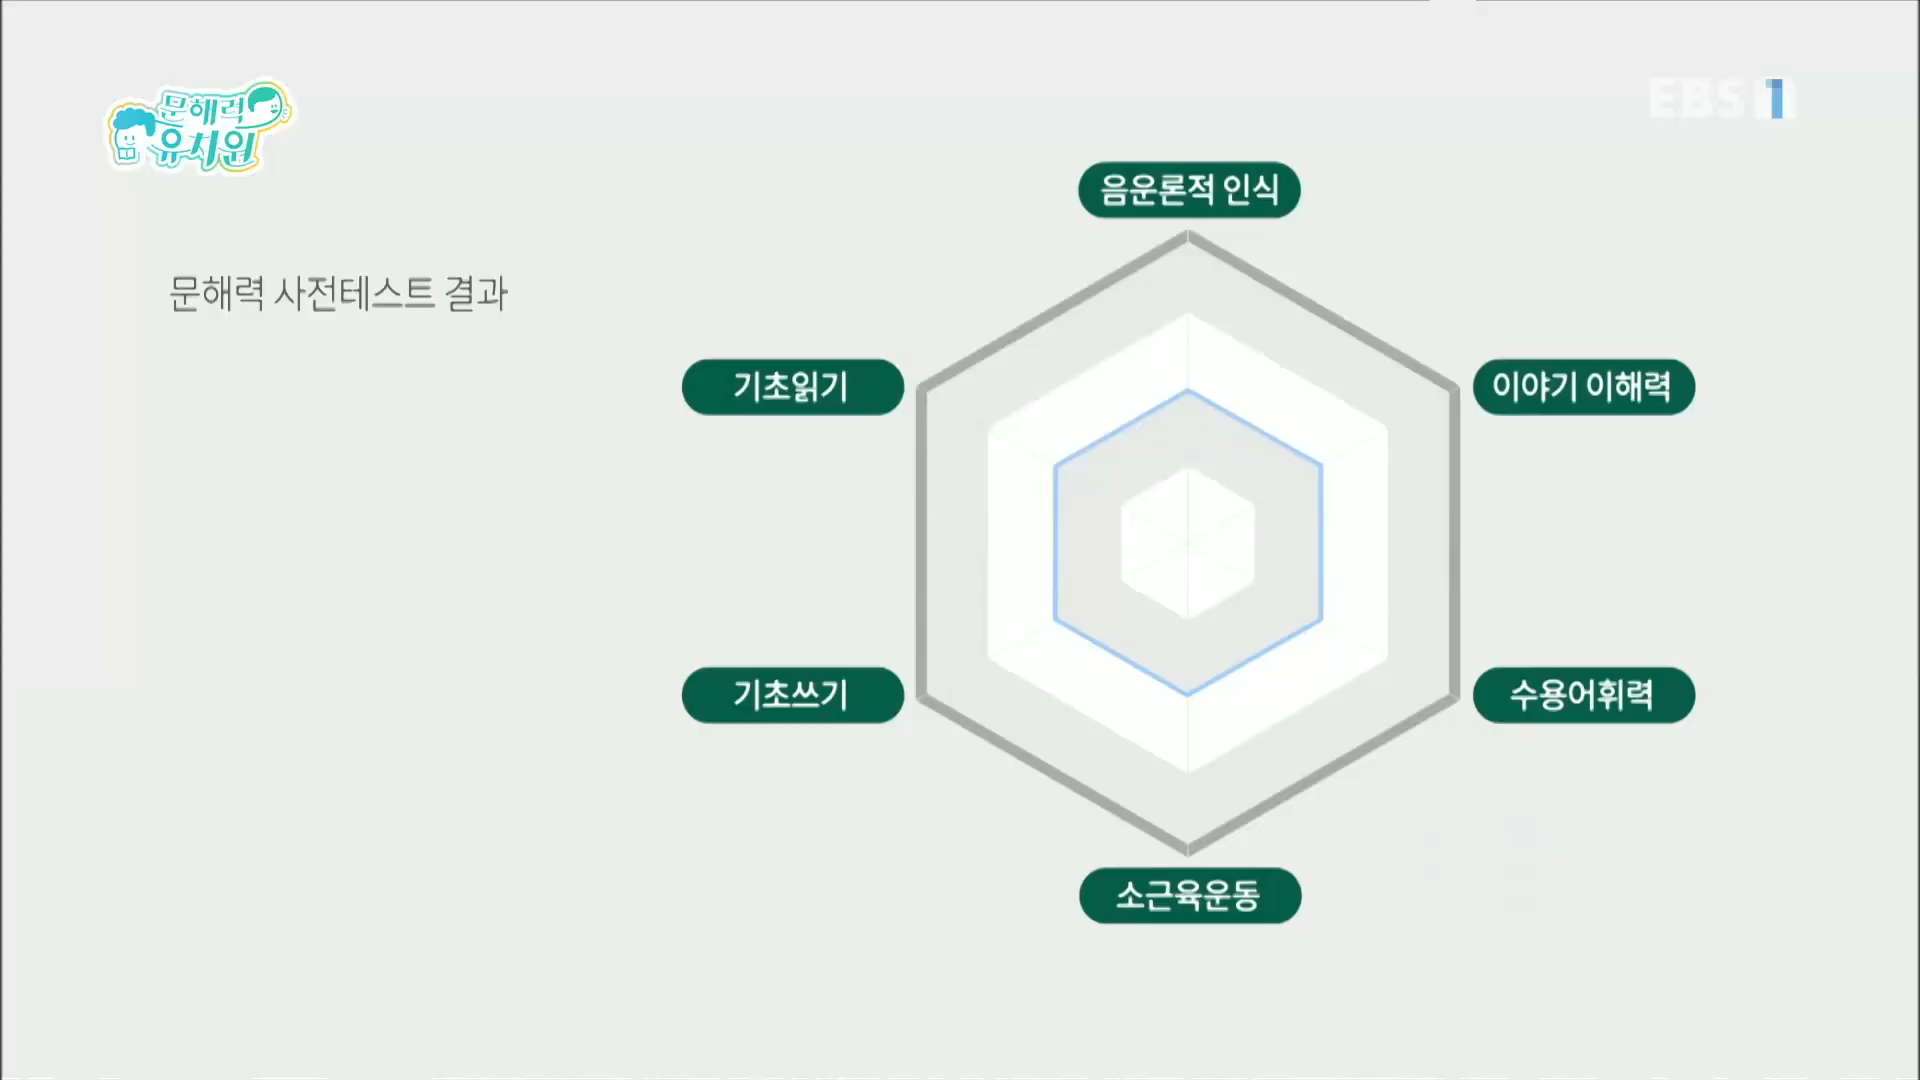 문해력
유치원
EBS 1
음운론적 인식
문해력 사전테스트 결과
기초읽기
이야기 이해력
기초쓰기
수용어휘력
소근육운동